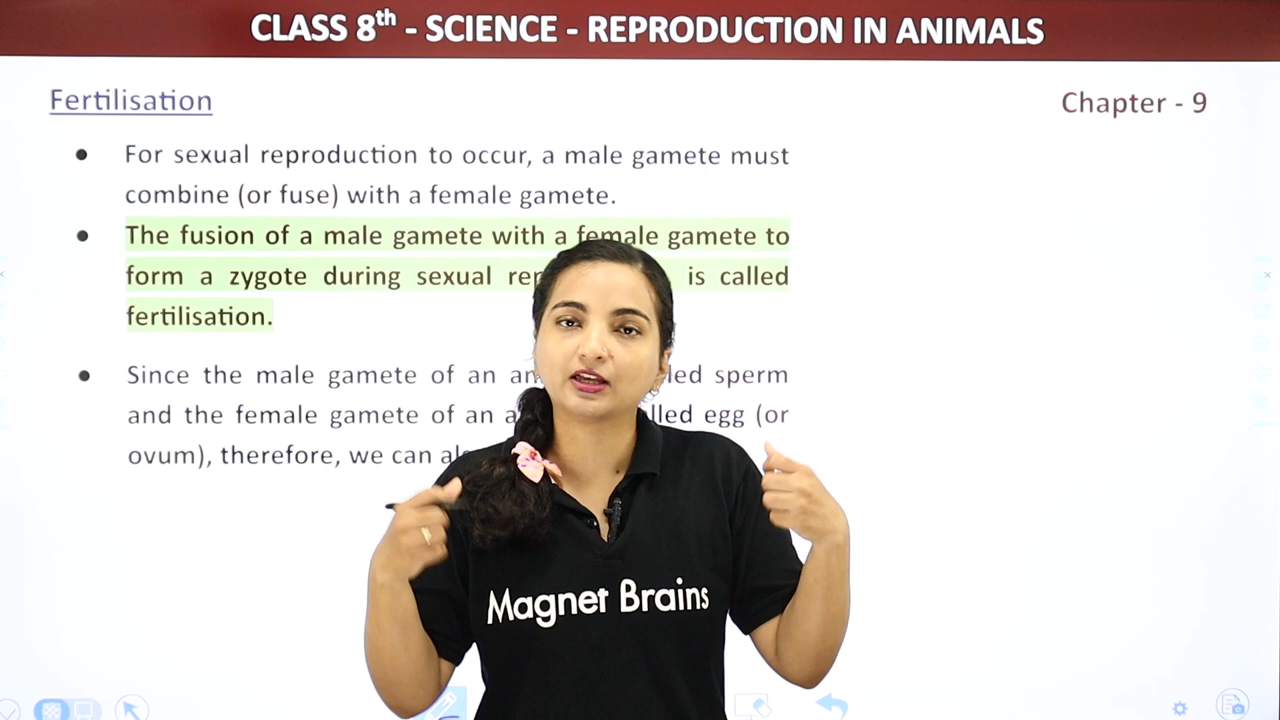 CLASS 8th - SCIENCE - REPRODUCTION IN ANIMALS
Fertilisation
Chapter - 9
• For sexual reproduction to occur, a male gamete must
combine (or fuse) with a female gamete.
• The fusion of a male gamete with a female gamete to
form a zygote during sexual is called
fertilisation.
• Since the male gamete of an sperm
and the female gamete of an egg (or
ovum), therefore, we can
Magnet Brains